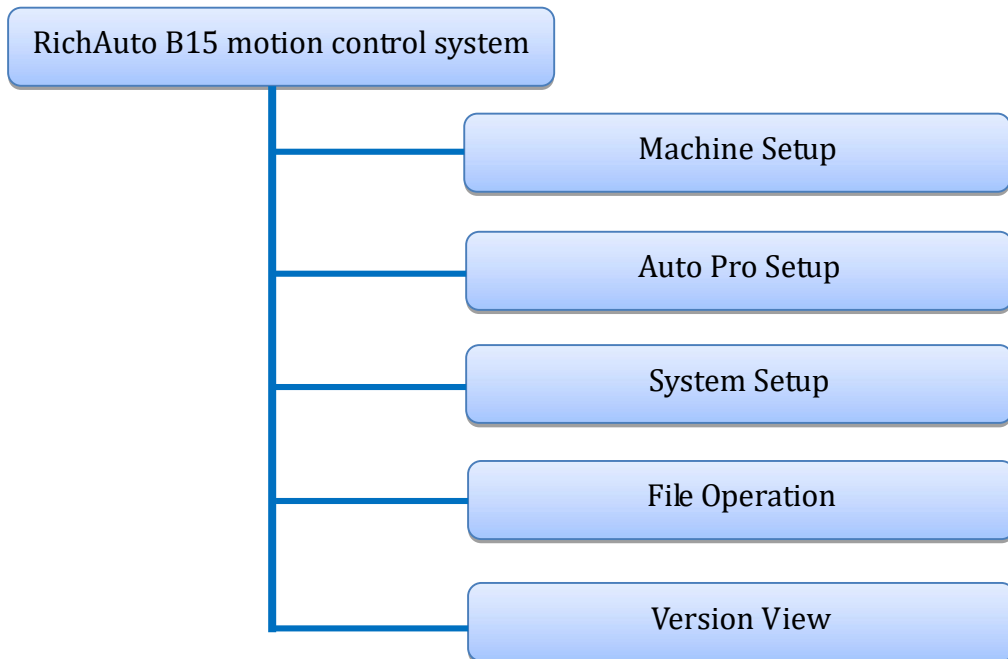 RichAuto B15 motion control system
Machine Setup
Auto Pro Setup
System Setup
File Operation
Version View